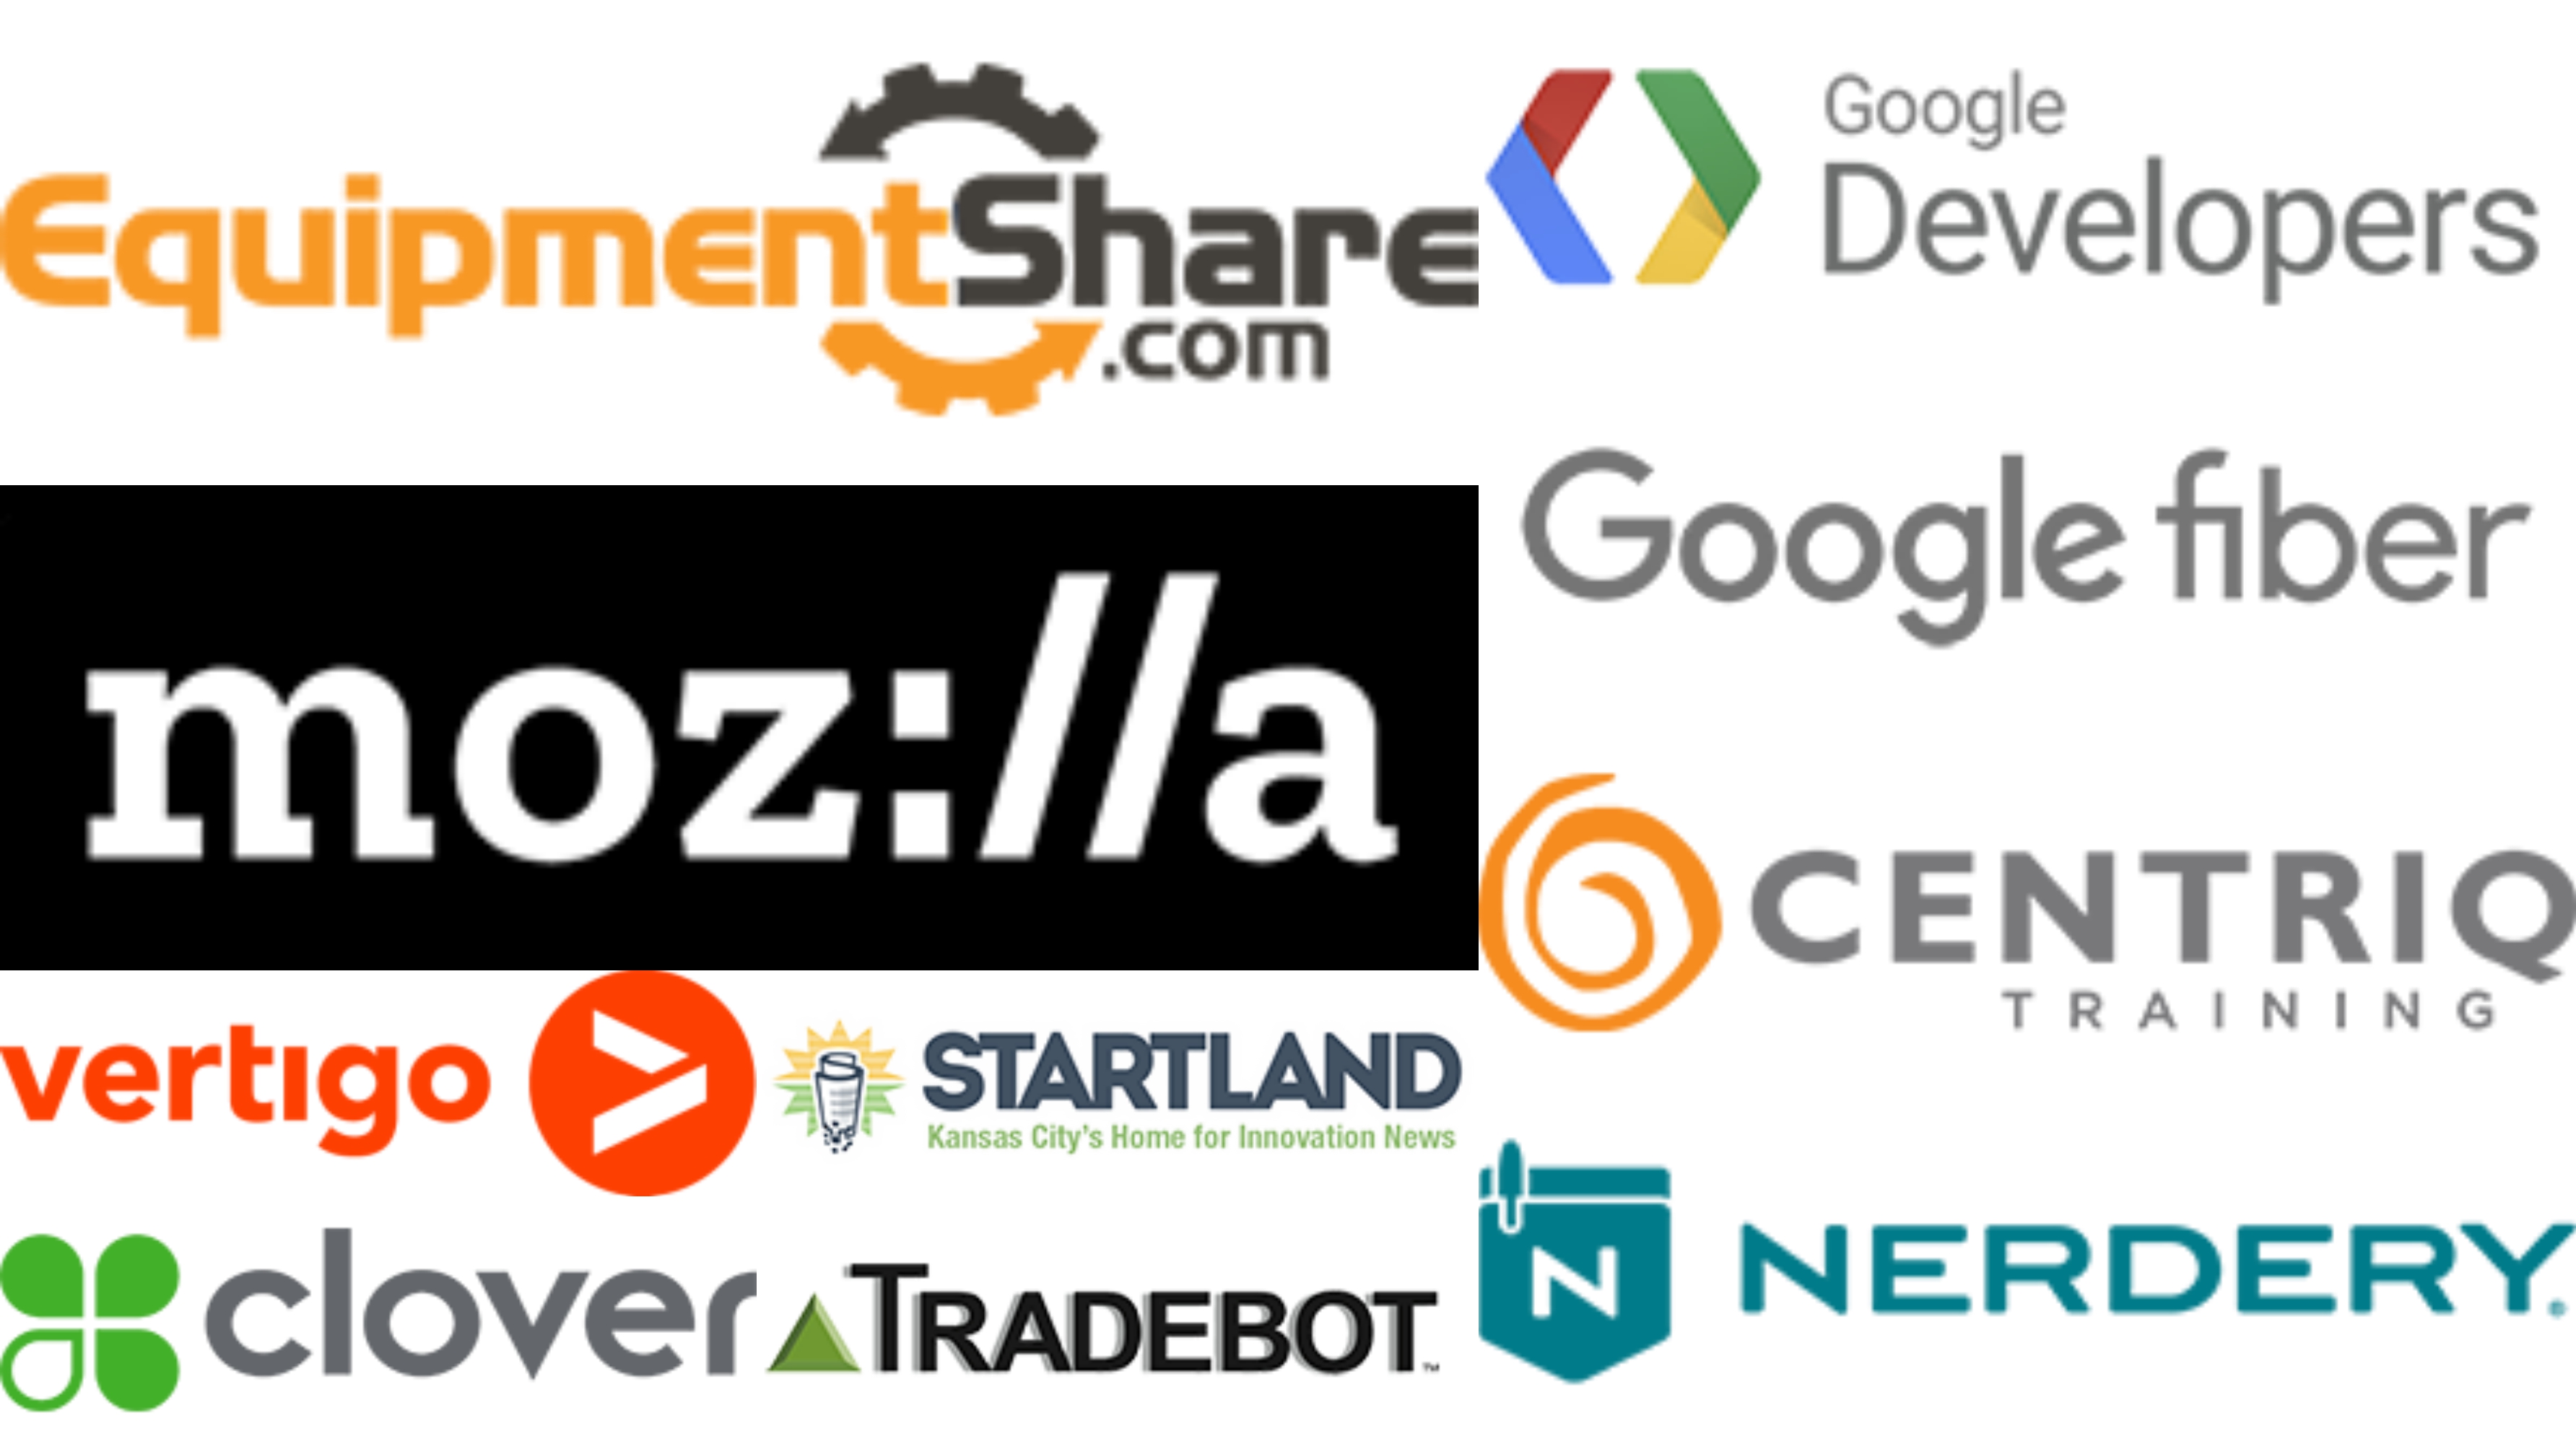 EquipmentShare
.com
Google
Developers
Google fiber
moz://a
CENTRIQ
TRAINING
vertigo
STARTLAND
Kansas City's Home for Innovation News
N NERDERY.
clover
TRADEBOT™